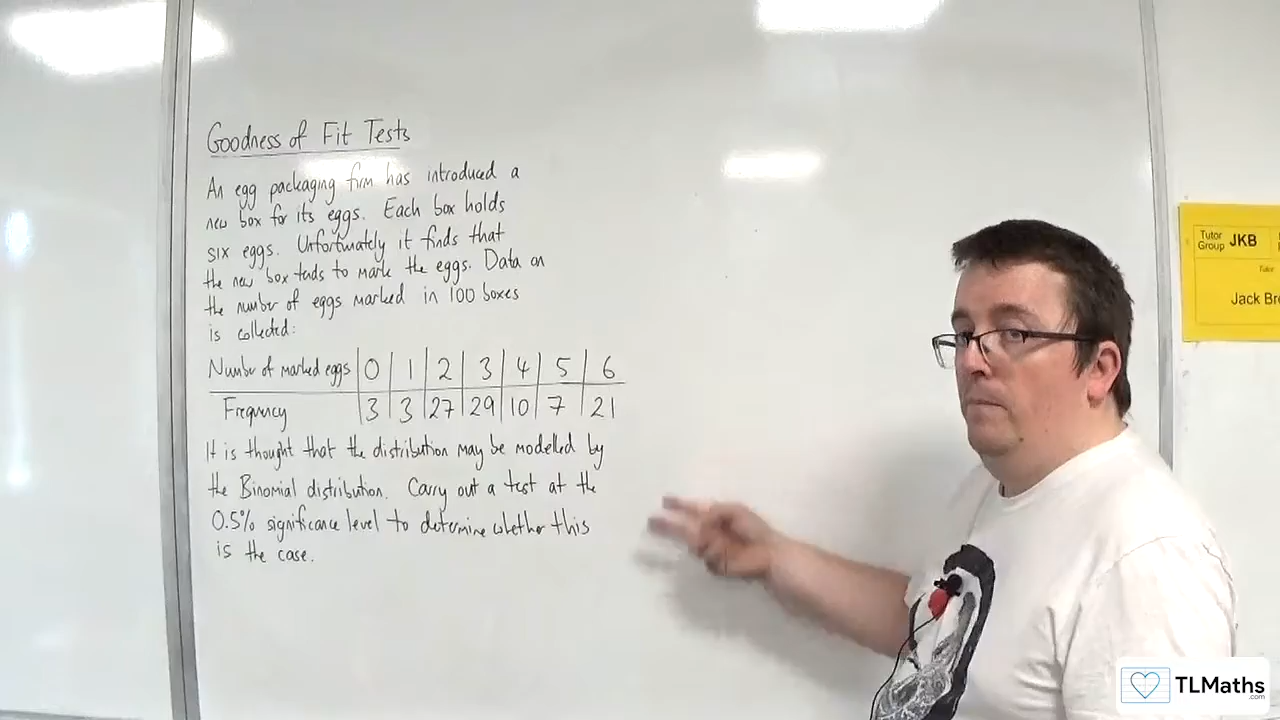 Goodness of Fit Tests
An egg packaging firm has introduced a
new box for its eggs. Each box holds
six eggs. Unfortunately it finds that
the new box tends to mark the eggs. Data on
the number of eggs marked in 100 boxes
is collected:
Number of marked eggs 0 1 2 3 4 5 6
Frequency 3 3 27 29 10 7 21
It is thought that the distribution may be modelled by
the Binomial distribution. Carry out a test at the
0.5% significance level to determine whether this
is the case.
Tutor
Group JKB
Tutor
Jack Bro
TLMaths
.com